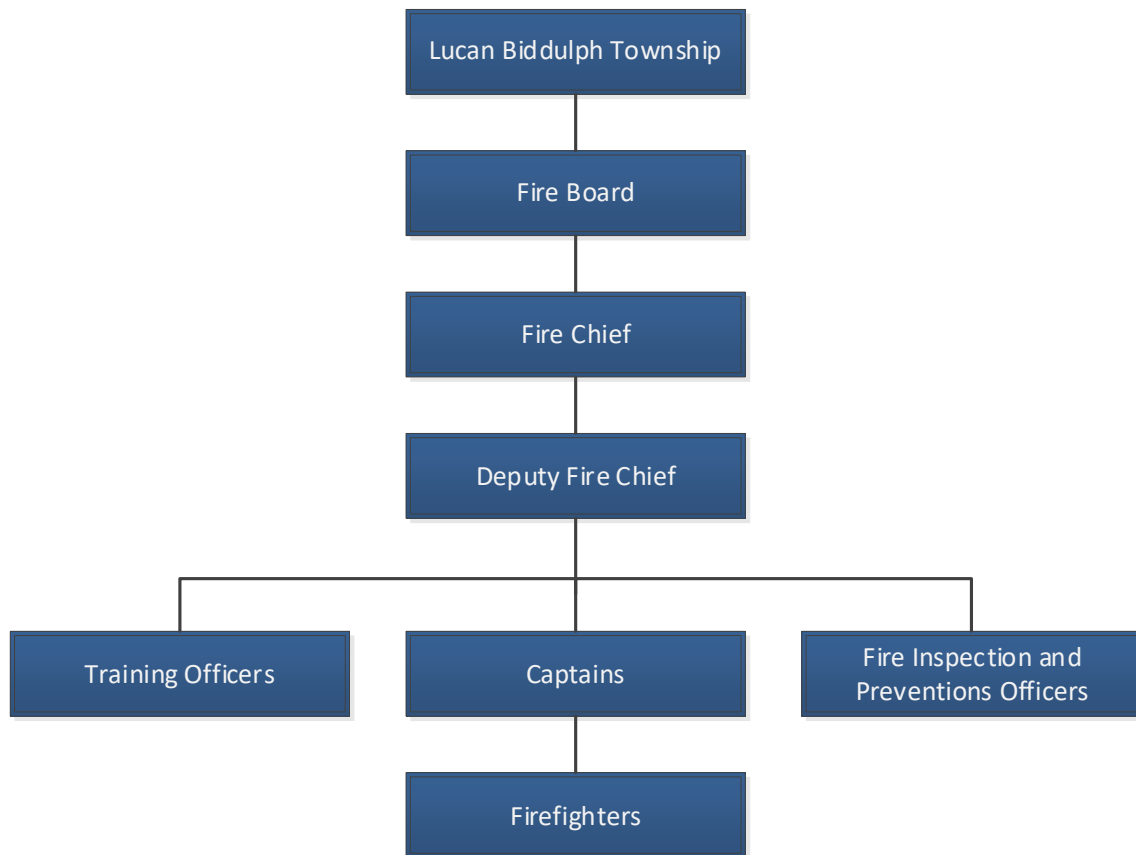 Lucan Biddulph Township
Fire Board
Fire Chief
Deputy Fire Chief
Training Officers
Captains
Fire Inspection and
Preventions Officers
Firefighters